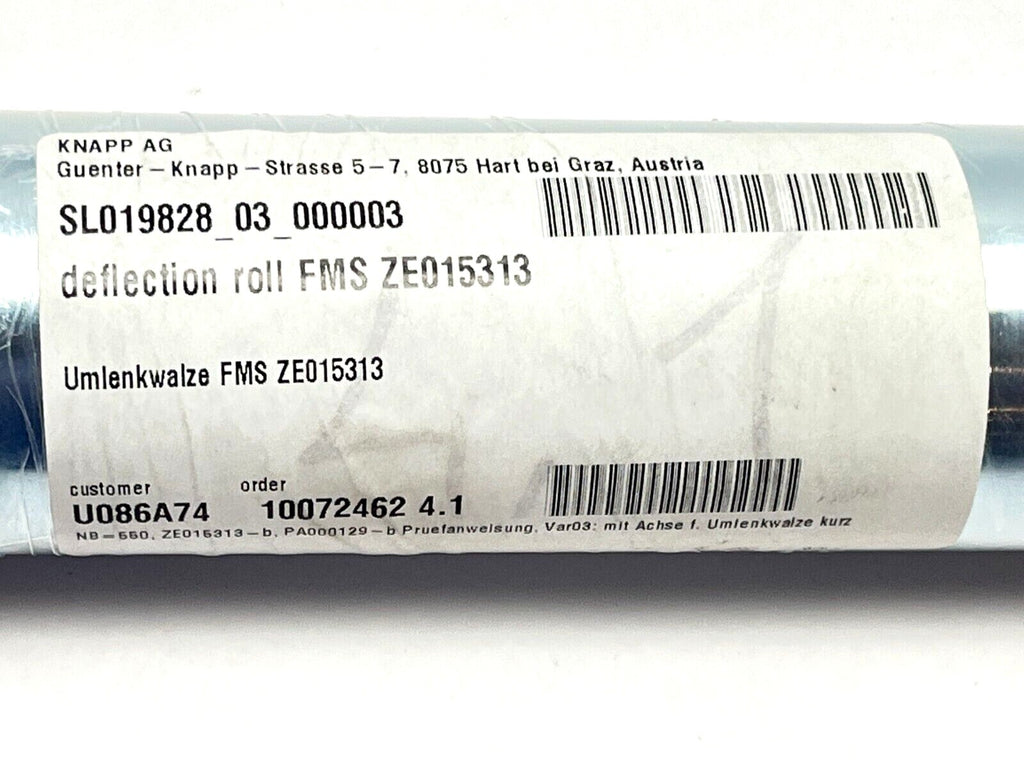 KNAPP AG
Guenter-Knapp-Strasse 5-7, 8075 Hart bei Graz, Austria
SL019828_03_000003
deflection roll FMS ZE015313
Umlenkwalze FMS ZE015313
customer order
U086A74 10072462 4.1
NB-550, ZE015313-b, PA000129-b Pruefanweisung, Var03: mit Achse f. Umlenkwalze kurz